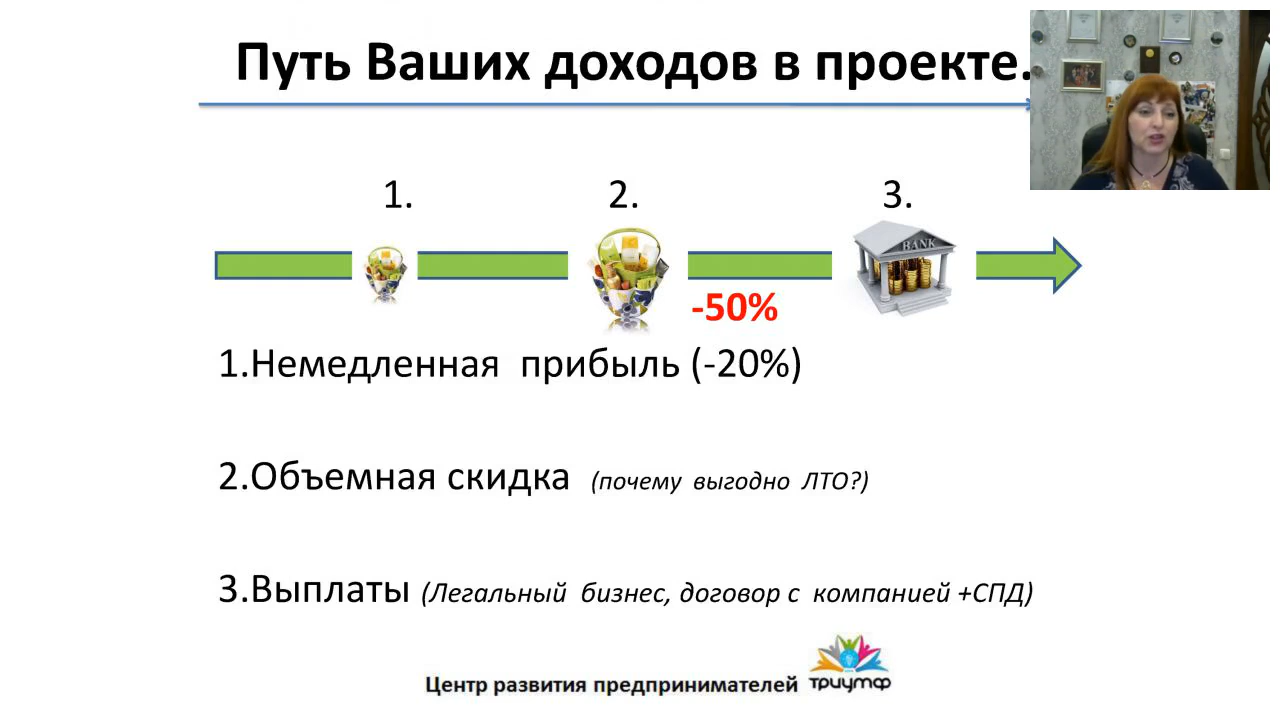 Путь Ваших доходов в проекте.
1.
2.
3.
BANK
-50%
1.Немедленная прибыль (-20%)
2.Объемная скидка (почему выгодно ЛТО?)
3.Выплаты (Легальный бизнес, договор с компанией +СПД)
Центр развития предпринимателей
триумф